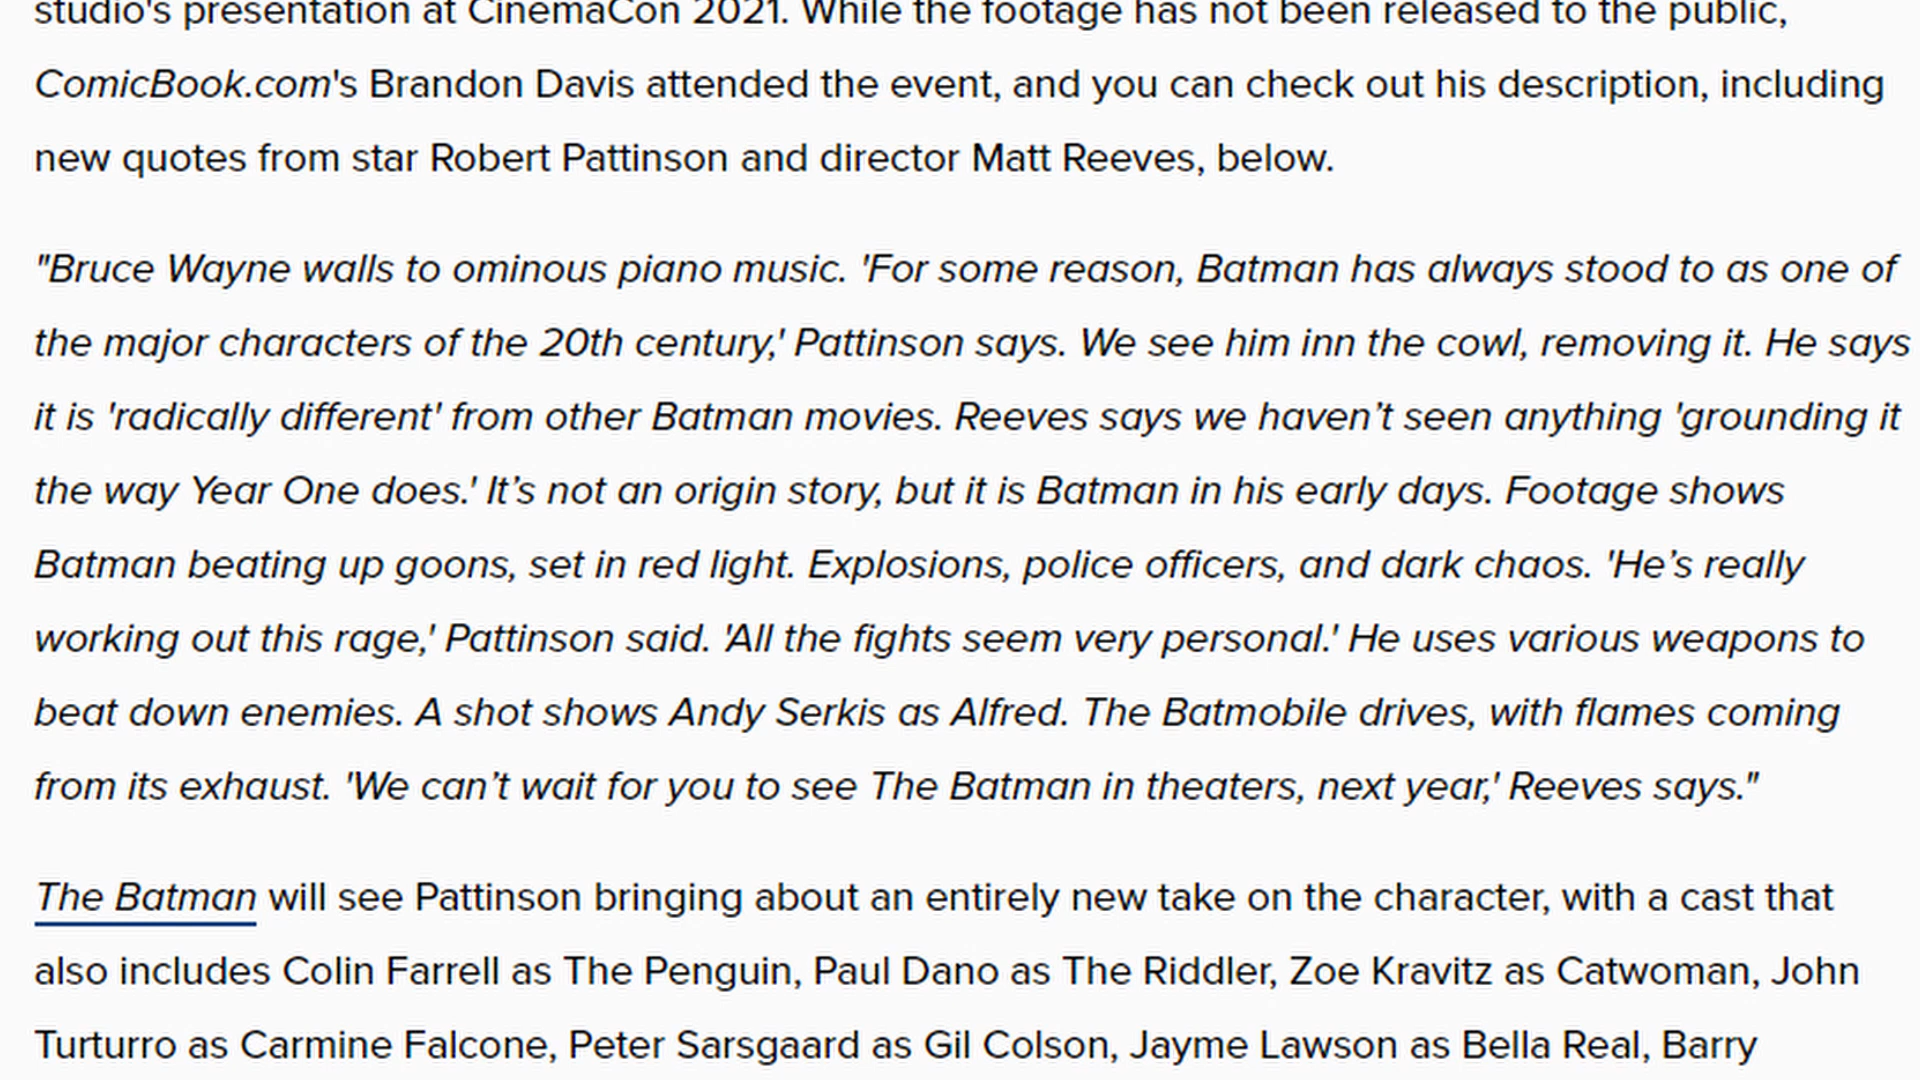 studio's presentation at CinemaCon 2021. While the footage has not been released to the public,
ComicBook.com's Brandon Davis attended the event, and you can check out his description, including
new quotes from star Robert Pattinson and director Matt Reeves, below.
"Bruce Wayne walls to ominous piano music. 'For some reason, Batman has always stood to as one of
the major characters of the 20th century,' Pattinson says. We see him inn the cowl, removing it. He says
it is 'radically different' from other Batman movies. Reeves says we haven’t seen anything 'grounding it
the way Year One does.' It’s not an origin story, but it is Batman in his early days. Footage shows
Batman beating up goons, set in red light. Explosions, police officers, and dark chaos. 'He’s really
working out this rage,' Pattinson said. 'All the fights seem very personal.' He uses various weapons to
beat down enemies. A shot shows Andy Serkis as Alfred. The Batmobile drives, with flames coming
from its exhaust. 'We can’t wait for you to see The Batman in theaters, next year,' Reeves says."
The Batman will see Pattinson bringing about an entirely new take on the character, with a cast that
also includes Colin Farrell as The Penguin, Paul Dano as The Riddler, Zoe Kravitz as Catwoman, John
Turturro as Carmine Falcone, Peter Sarsgaard as Gil Colson, Jayme Lawson as Bella Real, Barry